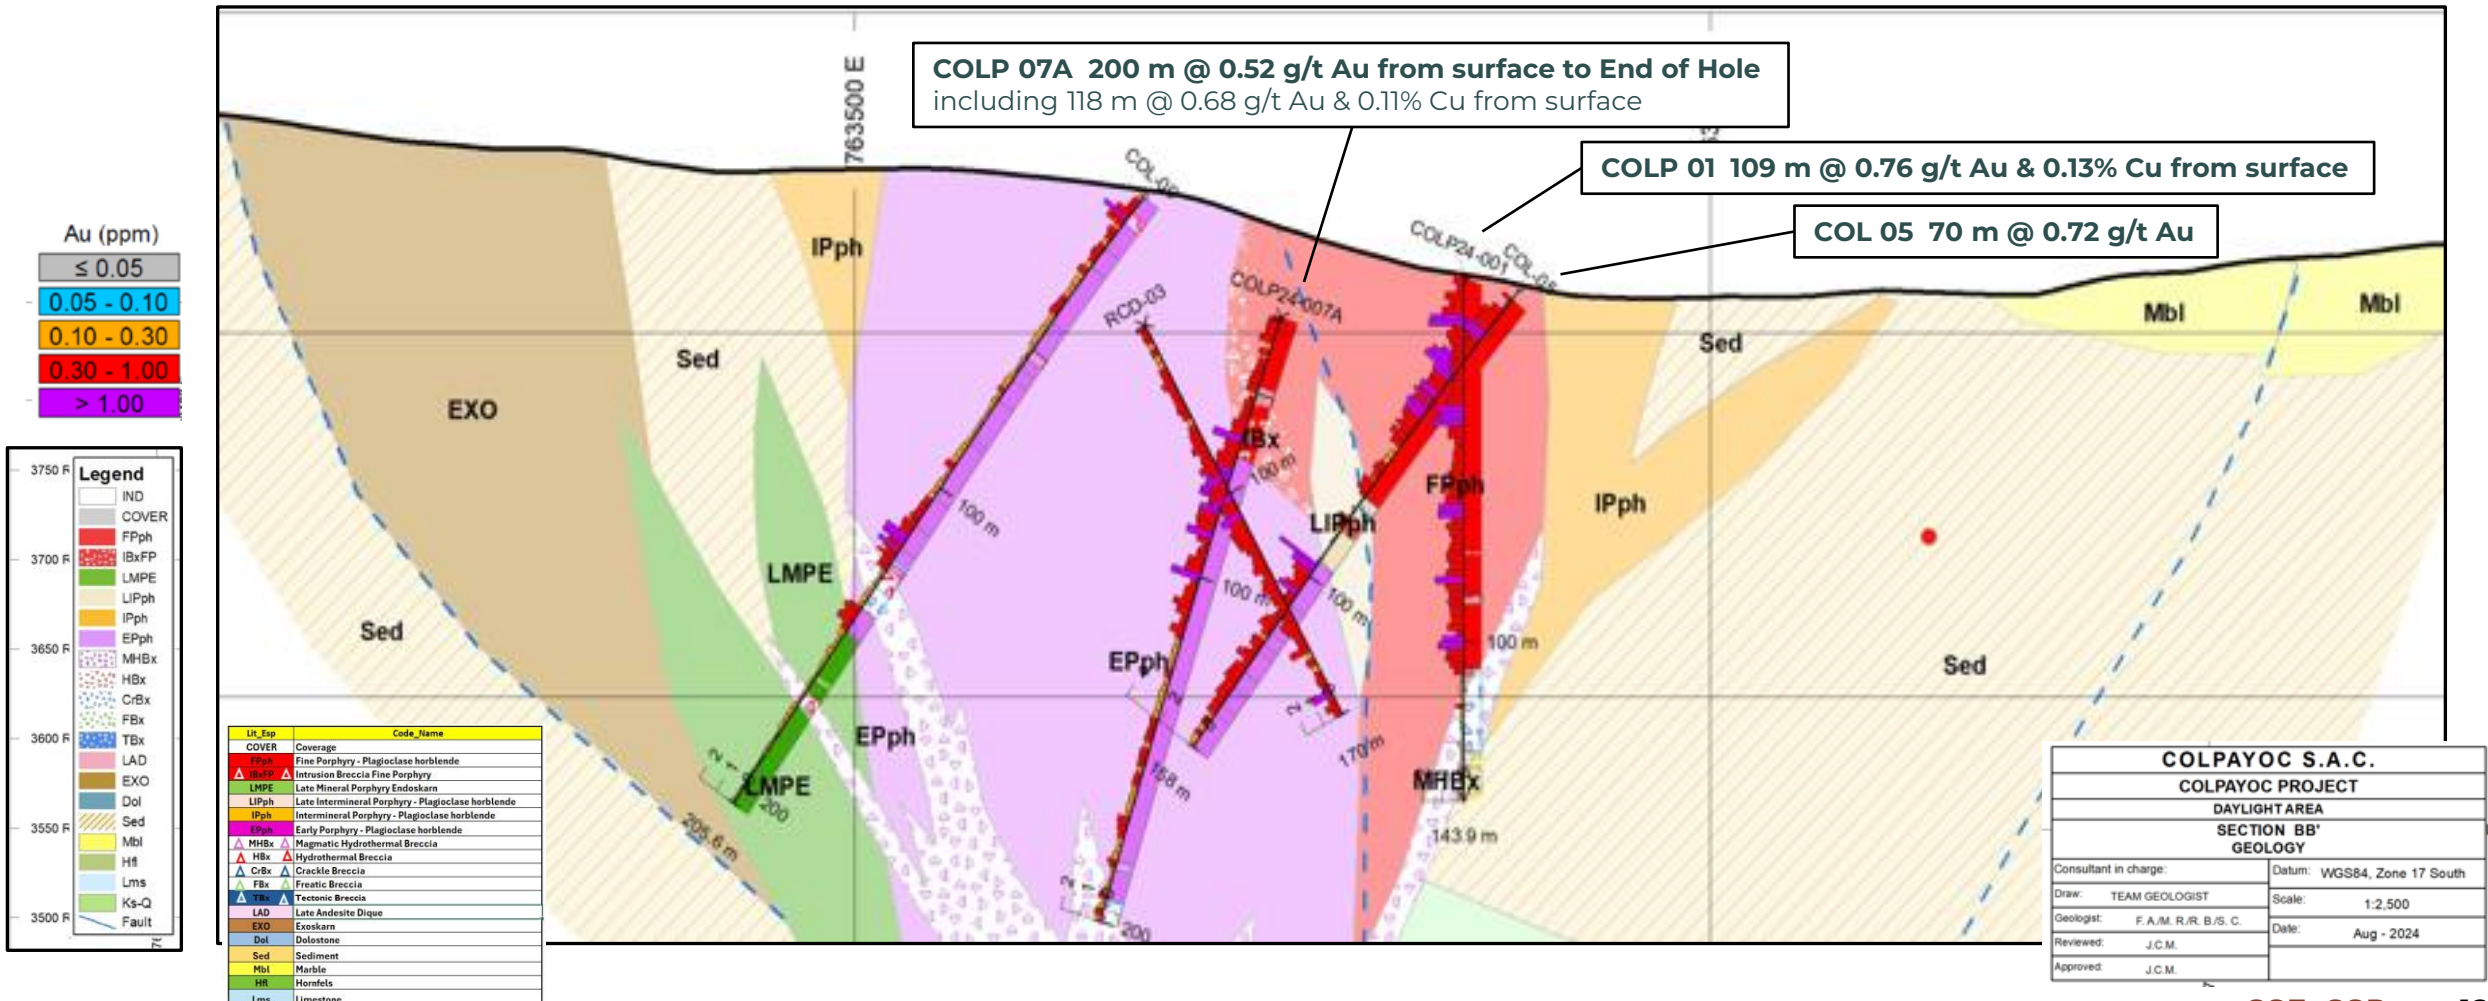 COLP 07A 200 m @ 0.52 g/t Au from surface to End of Hole
including 118 m @ 0.68 g/t Au & 0.11% Cu from surface
COLP 01 109 m @ 0.76 g/t Au & 0.13% Cu from surface
COL 05 70 m @ 0.72 g/t Au
763500 E
COLP24-001
COLP24-007A
RCD-03
IPph
Sed
EXO
Sed
LMPE
LMPE
EPph
EPph
IBx
LIPph
FPph
MHBx
IPph
Sed
Sed
Mbl
Mbl
100 m
100 m
100 m
100 m
100 m
200
205.6 m
158 m
170 m
143.9 m
200
Au (ppm)
≤ 0.05
0.05 - 0.10
0.10 - 0.30
0.30 - 1.00
> 1.00
3750 R
3700 R
3650 R
3600 R
3550 R
3500 R
Legend
IND
COVER
FPph
IBxFP
LMPE
LIPph
IPph
EPph
MHBx
HBx
CrBx
FBx
TBx
LAD
EXO
Dol
Sed
Mbl
Hfl
Lms
Ks-Q
Fault
Lit_Esp Code_Name
COVER Coverage
FPph Fine Porphyry - Plagioclase horblende
IBxFP Intrusion Breccia Fine Porphyry
LMPE Late Mineral Porphyry Endoskarn
LIPph Late Intermineral Porphyry - Plagioclase horblende
IPph Intermineral Porphyry - Plagioclase horblende
EPph Early Porphyry - Plagioclase horblende
MHBx Magmatic Hydrothermal Breccia
HBx Hydrothermal Breccia
CrBx Crackle Breccia
FBx Freatic Breccia
TBx Tectonic Breccia
LAD Late Andesite Dique
EXO Exoskarn
Dol Dolostone
Sed Sediment
Mbl Marble
Hfl Hornfels
Lms Limestone
COLPAYOC S.A.C.
COLPAYOC PROJECT
DAYLIGHT AREA
SECTION BB'
GEOLOGY
Consultant in charge:
Datum: WGS84, Zone 17 South
Draw: TEAM GEOLOGIST
Scale: 1:2,500
Geologist: F. A./M. R./R. B./S. C.
Date: Aug - 2024
Reviewed: J.C.M.
Approved: J.C.M.